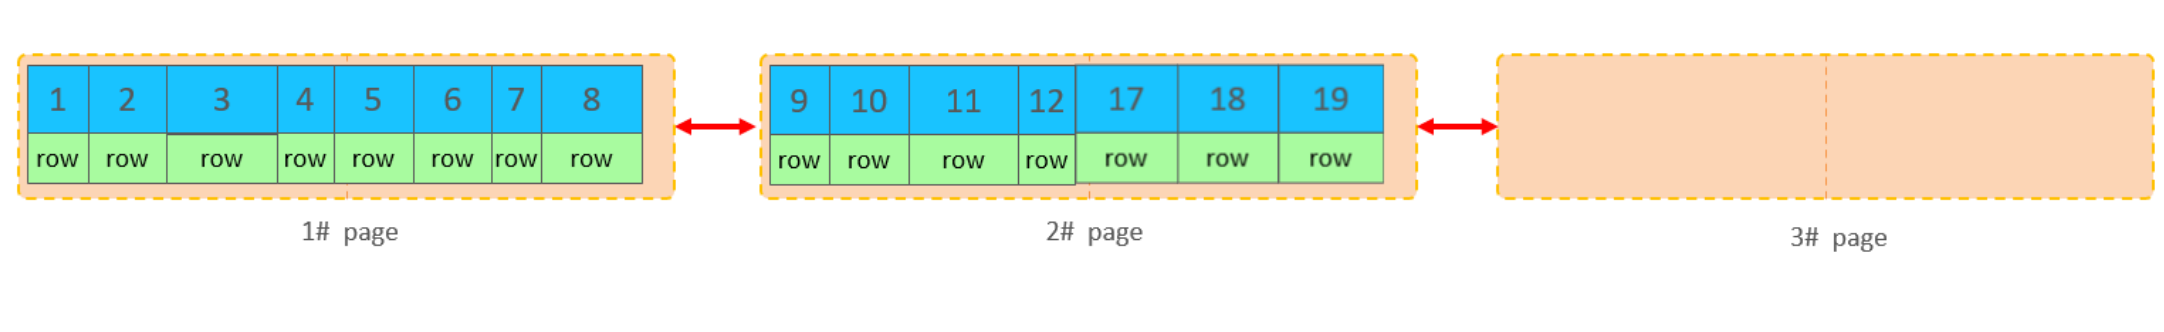 1 2 3 4 5 6 7 8 9 10 11 12 17 18 19
row row row row row row row row row row row row row row row
1# page 2# page 3# page